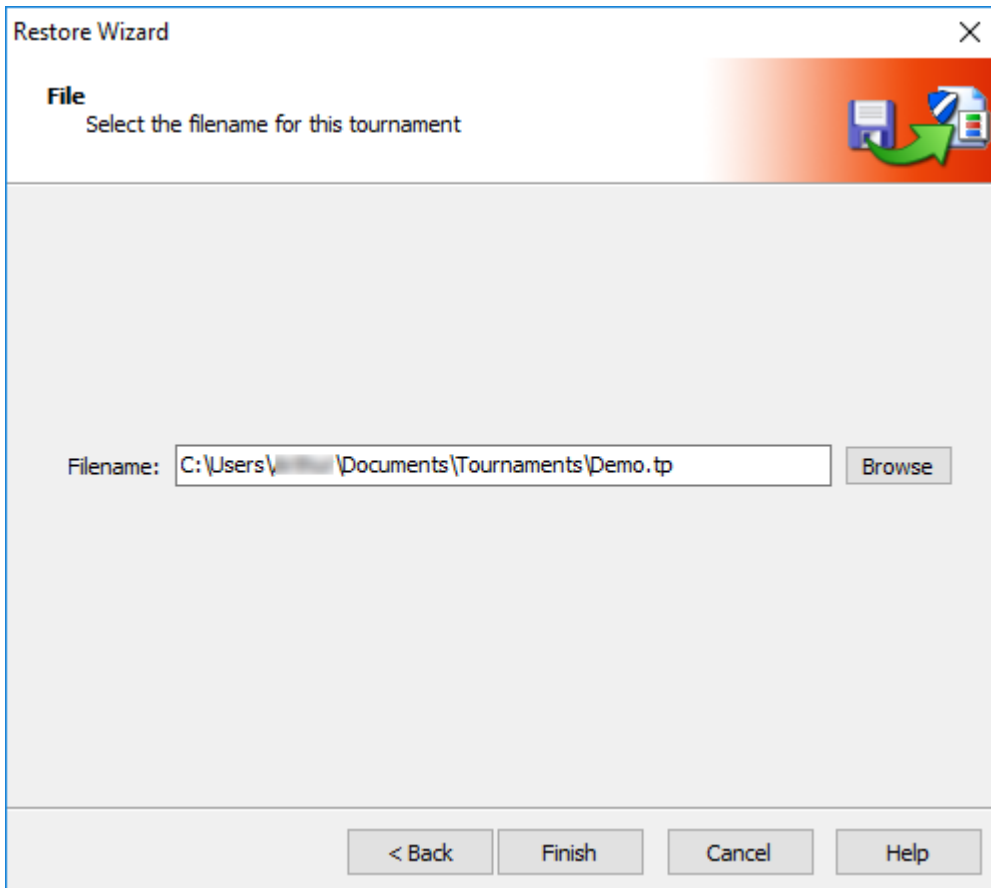 Restore Wizard
File
Select the filename for this tournament
Filename: C:\Users\ \Documents\Tournaments\Demo.tp Browse
< Back Finish Cancel Help